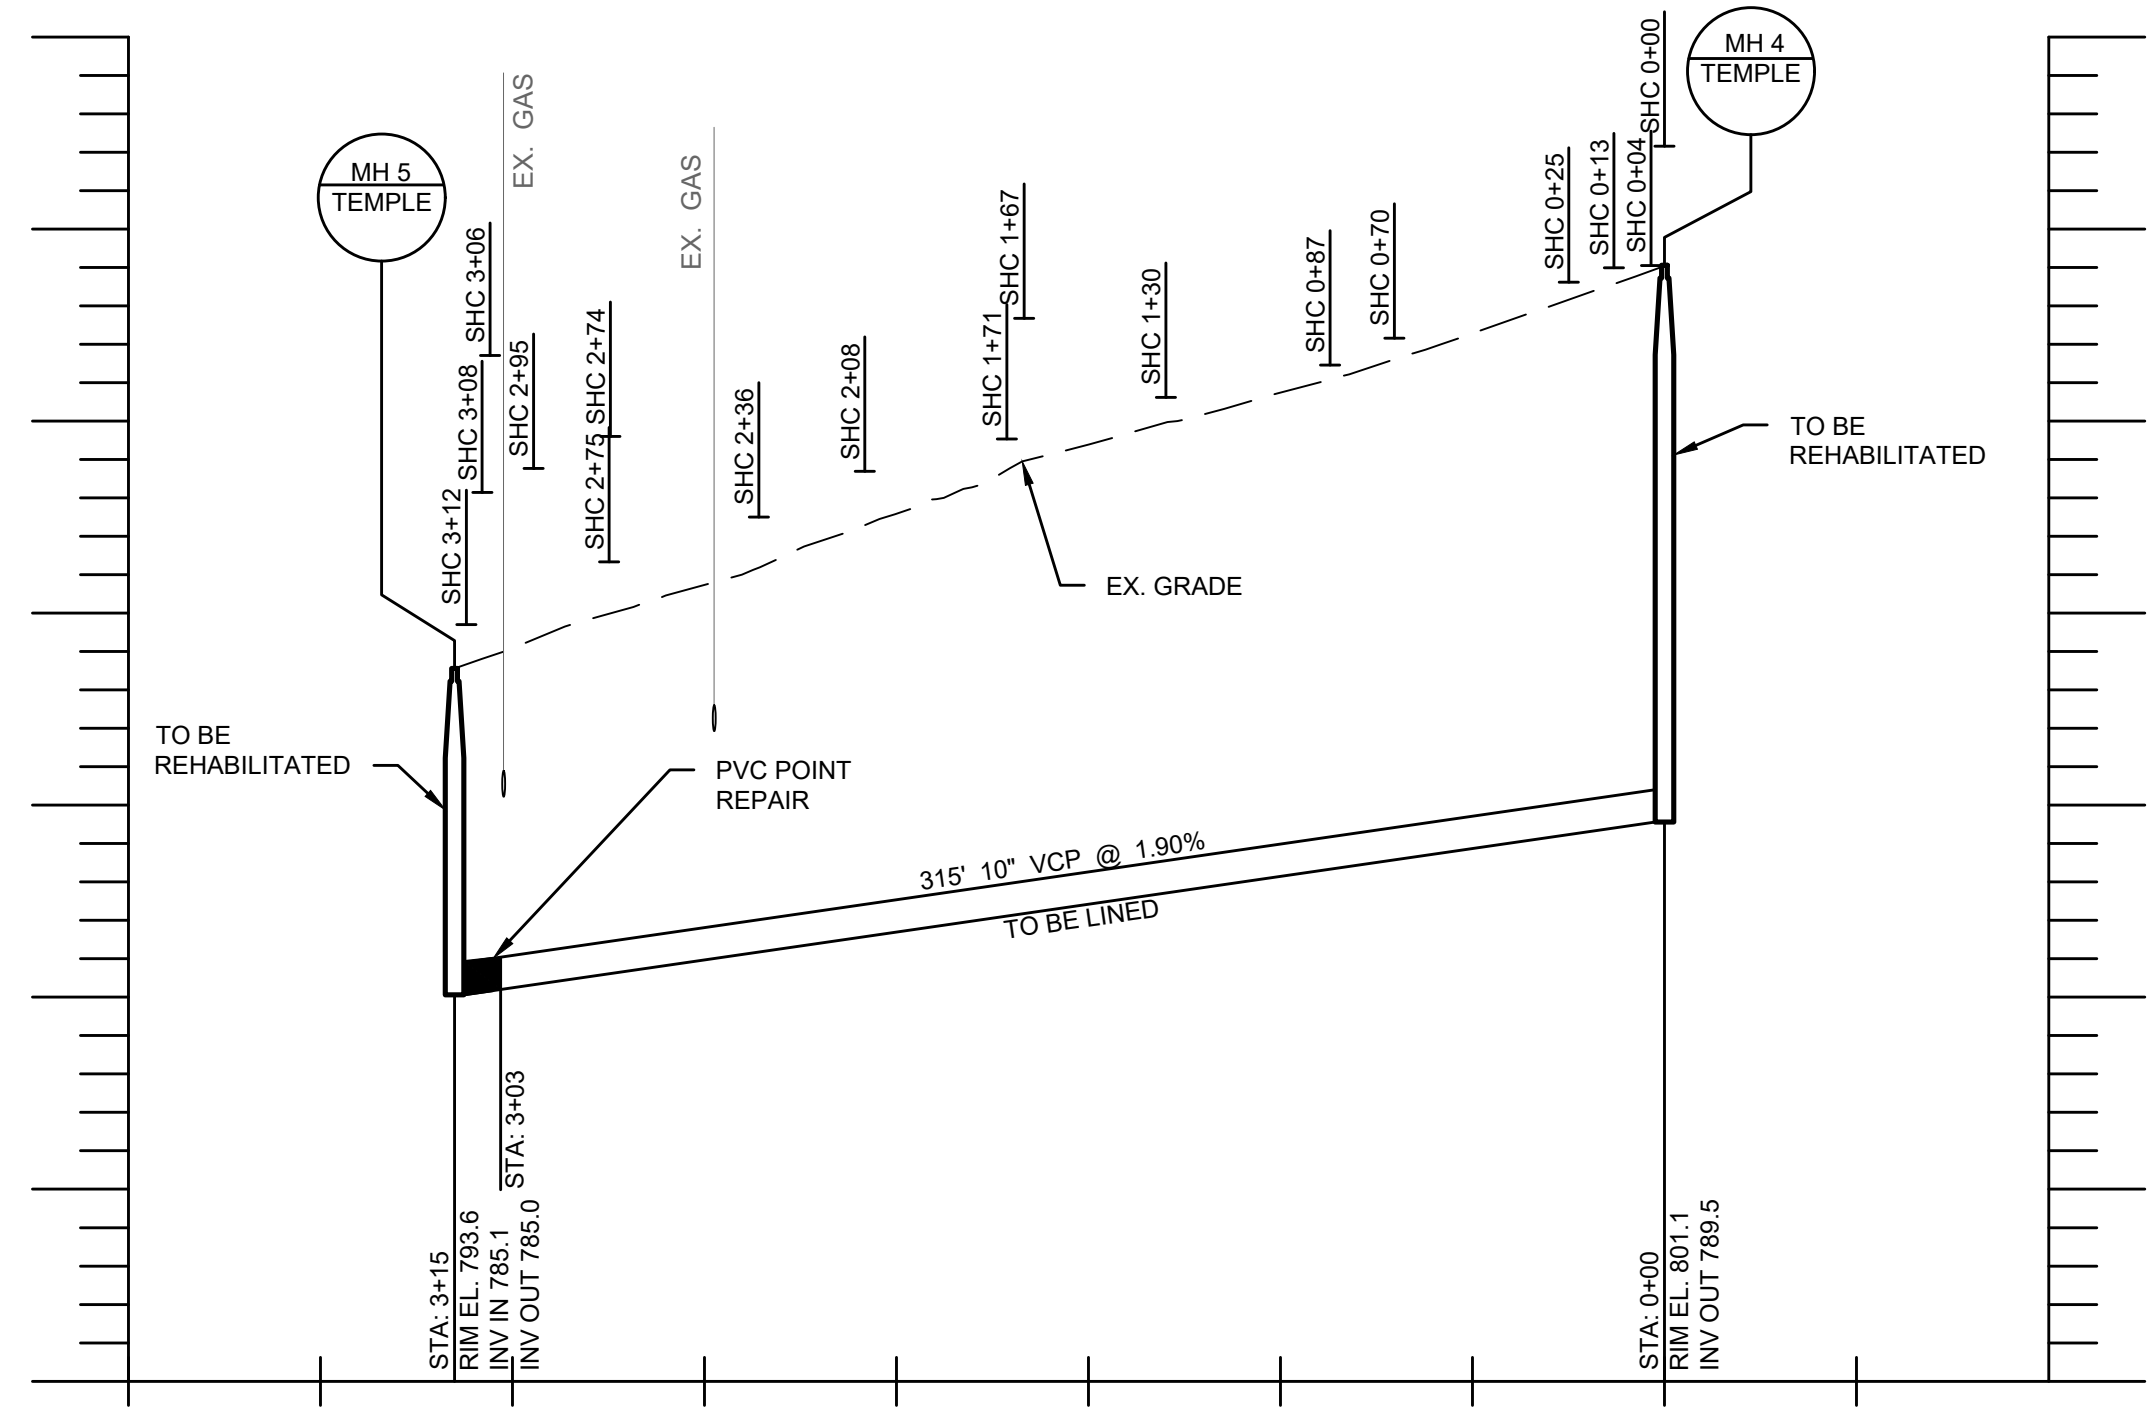 MH 5
TEMPLE
EX. GAS
EX. GAS
MH 4
TEMPLE
SHC 3+12
SHC 3+08
SHC 3+06
SHC 2+95
SHC 2+75
SHC 2+74
SHC 2+36
SHC 2+08
SHC 1+71
SHC 1+67
SHC 1+30
SHC 0+87
SHC 0+70
SHC 0+25
SHC 0+13
SHC 0+04
SHC 0+00
TO BE
REHABILITATED
EX. GRADE
TO BE
REHABILITATED
PVC POINT
REPAIR
315' 10" VCP @ 1.90%
TO BE LINED
STA: 3+15
RIM EL. 793.6
INV IN 785.1
INV OUT 785.0
STA: 3+03
STA: 0+00
RIM EL. 801.1
INV OUT 789.5